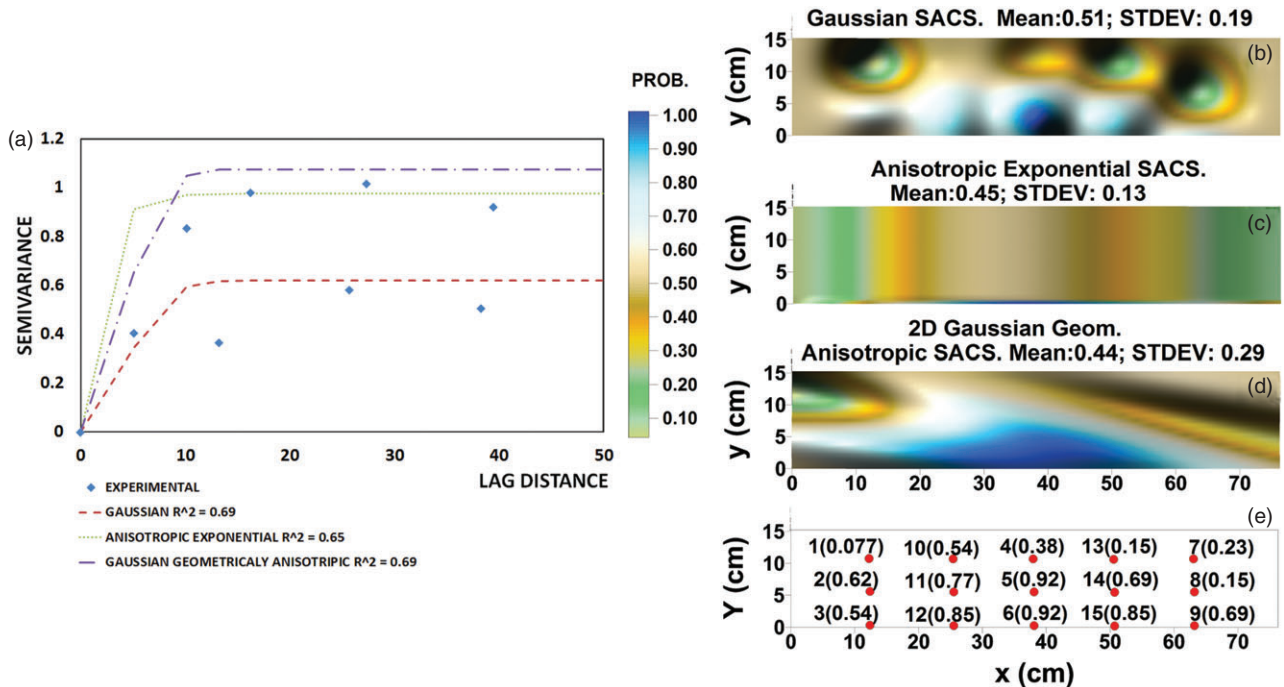 (a)
1.2
1
0.8
0.6
0.4
0.2
0
SEMIVARIANCE
0 10 20 30 40 50
LAG DISTANCE
EXPERIMENTAL
GAUSSIAN R^2 = 0.69
ANISOTROPIC EXPONENTIAL R^2 = 0.65
GAUSSIAN GEOMETRICALY ANISOTRIPIC R^2 = 0.69
PROB.
1.00
0.90
0.80
0.70
0.60
0.50
0.40
0.30
0.20
0.10
Gaussian SACS. Mean:0.51; STDEV: 0.19
(b)
15
10
5
0
y (cm)
Anisotropic Exponential SACS.
Mean:0.45; STDEV: 0.13
(c)
15
10
5
0
y (cm)
2D Gaussian Geom.
Anisotropic SACS. Mean:0.44; STDEV: 0.29
(d)
15
10
5
0
y (cm)
0 10 20 30 40 50 60 70
(e)
15
10
5
0
Y (cm)
1(0.077) 10(0.54) 4(0.38) 13(0.15) 7(0.23)
2(0.62) 11(0.77) 5(0.92) 14(0.69) 8(0.15)
3(0.54) 12(0.85) 6(0.92) 15(0.85) 9(0.69)
0 10 20 30 40 50 60 70
x (cm)